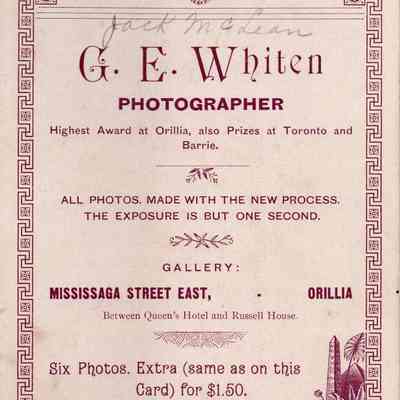 Jack McLean
G. E. Whiten
PHOTOGRAPHER
Highest Award at Orillia, also Prizes at Toronto and
Barrie.
ALL PHOTOS. MADE WITH THE NEW PROCESS.
THE EXPOSURE IS BUT ONE SECOND.
GALLERY:
MISSISSAGA STREET EAST, - ORILLIA
Between Queen's Hotel and Russell House.
Six Photos. Extra (same as on this
Card) for $1.50.